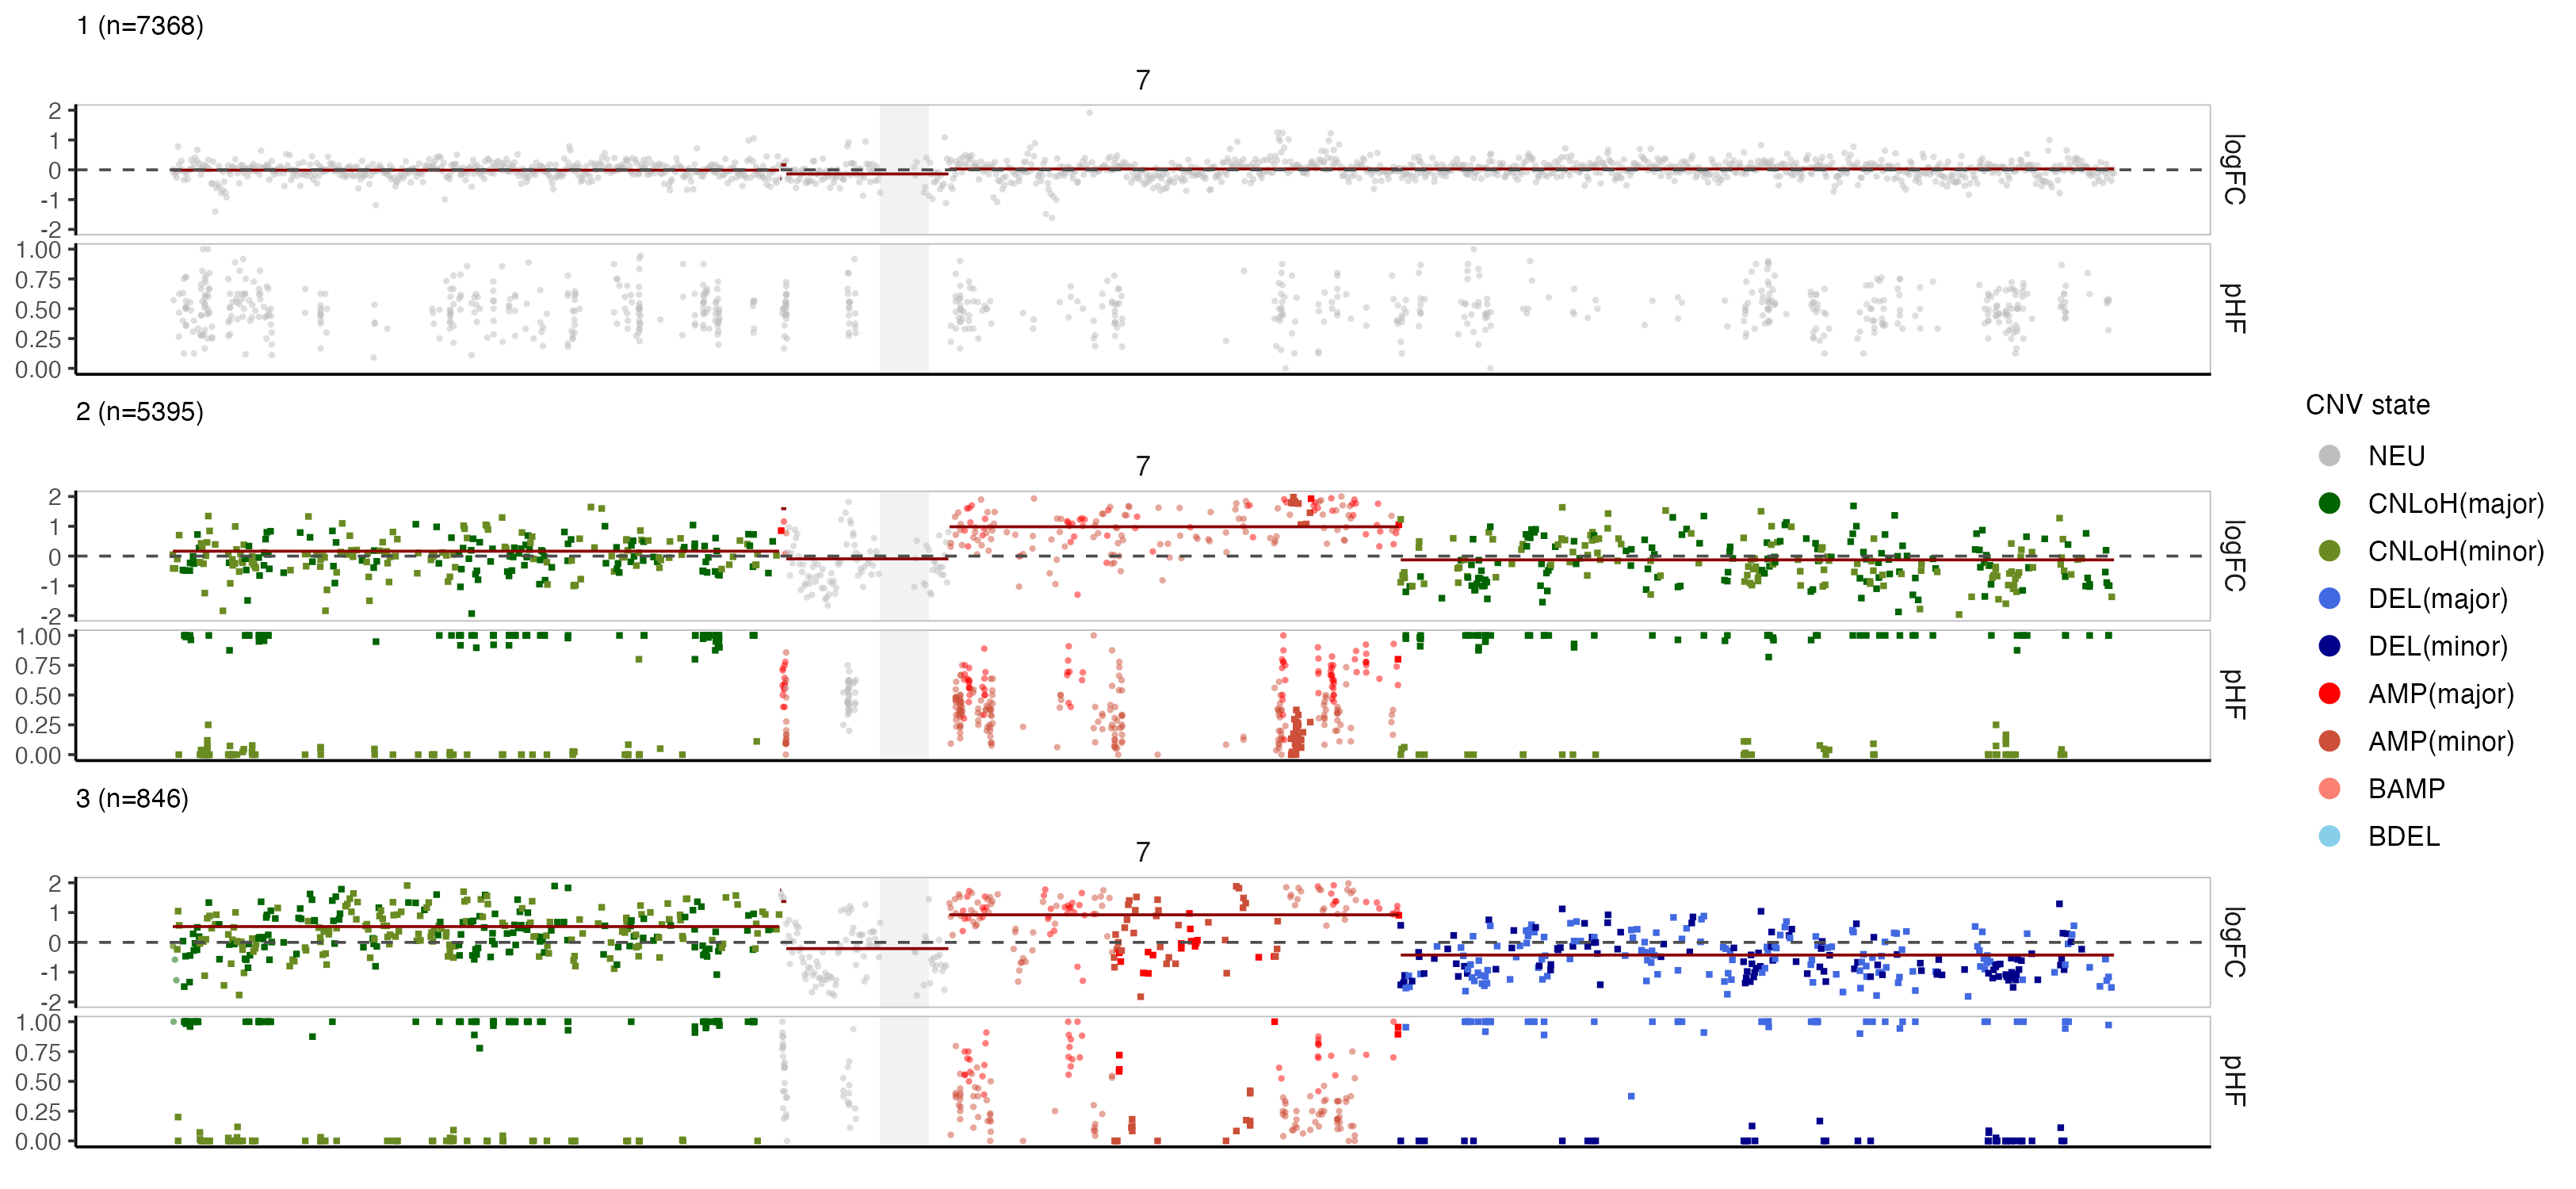 1 (n=7368)
7
2
1
0
-1
-2
logFC
1.00
0.75
0.50
0.25
0.00
pHF
2 (n=5395)
7
2
1
0
-1
-2
logFC
1.00
0.75
0.50
0.25
0.00
pHF
3 (n=846)
7
2
1
0
-1
-2
logFC
1.00
0.75
0.50
0.25
0.00
pHF
CNV state
NEU
CNLoH(major)
CNLoH(minor)
DEL(major)
DEL(minor)
AMP(major)
AMP(minor)
BAMP
BDEL